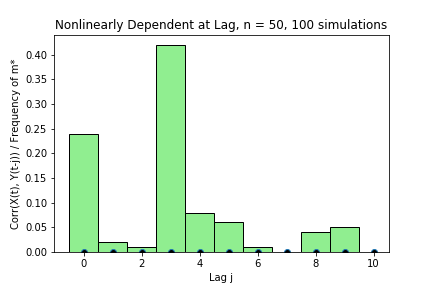 Nonlinearly Dependent at Lag, n = 50, 100 simulations
Corr(X(t), Y(t-j)) / Frequency of m*
0.40
0.35
0.30
0.25
0.20
0.15
0.10
0.05
0.00
0 2 4 6 8 10
Lag j